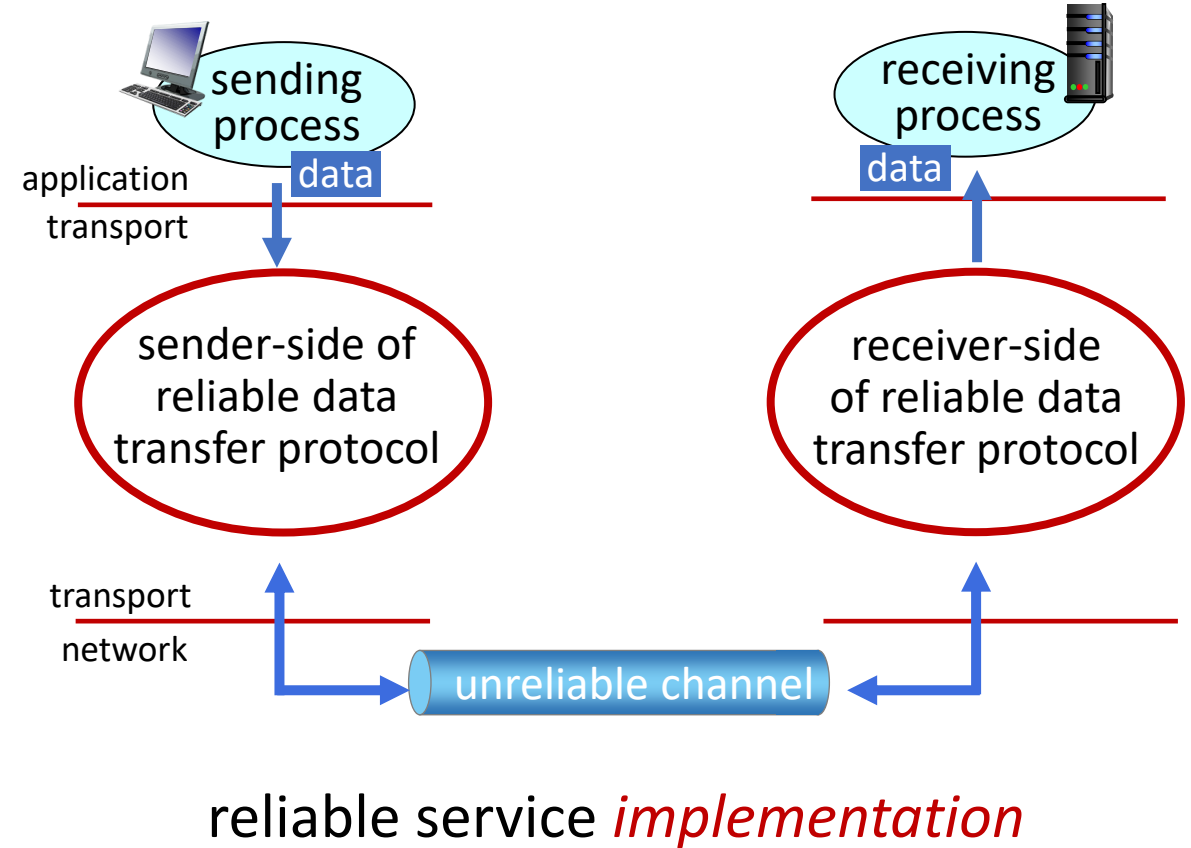 sending
process
data
application
transport
receiving
process
data
sender-side of
reliable data
transfer protocol
receiver-side
of reliable data
transfer protocol
transport
network
unreliable channel
reliable service implementation